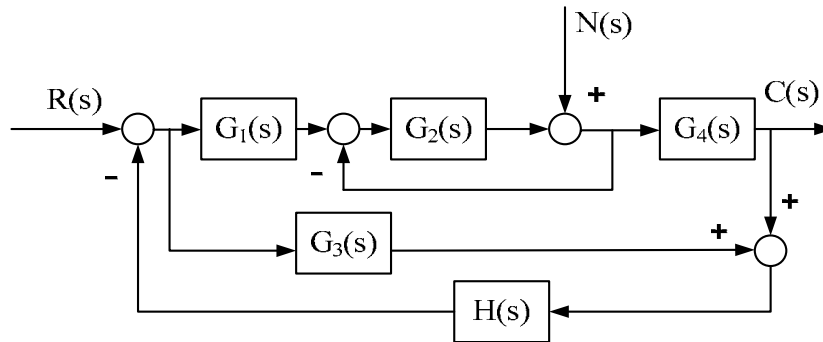 N(s)
R(s)
+
C(s)
G₁(s)
G₂(s)
G₄(s)
–
–
+
G₃(s)
+
H(s)